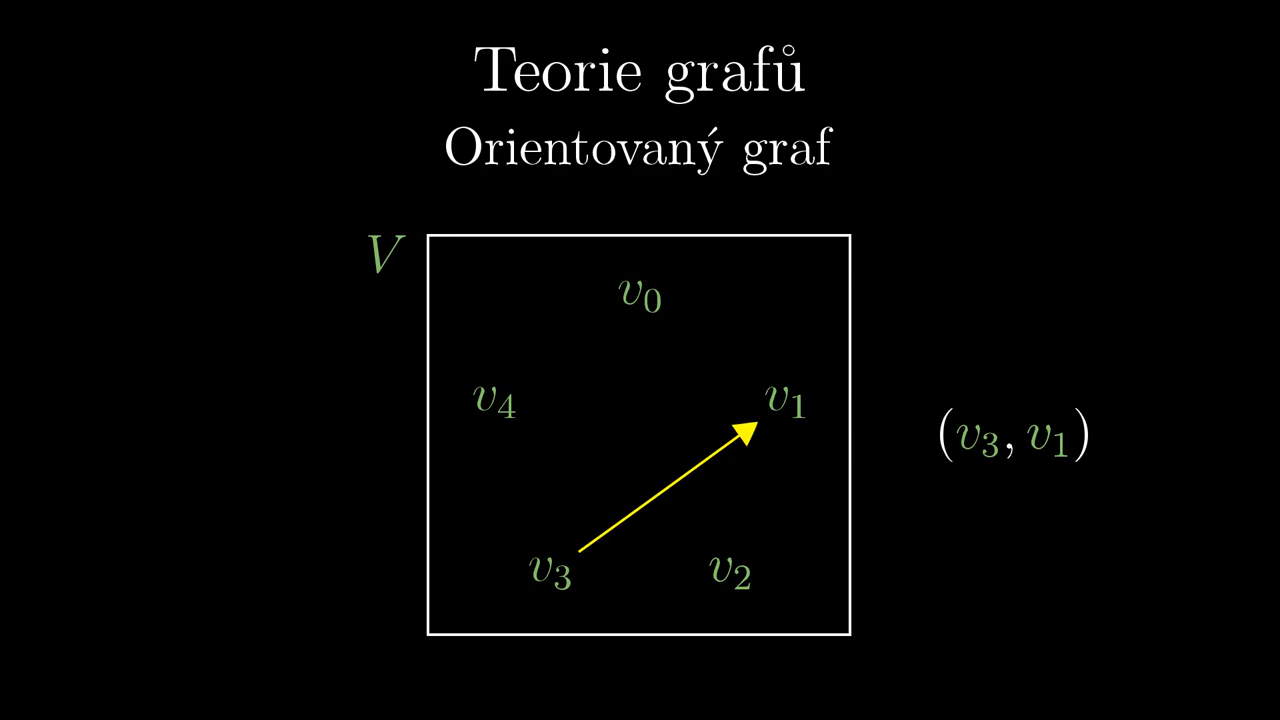 Teorie grafů
Orientovaný graf
V
v₀
v₄
v₁
(v₃, v₁)
v₃
v₂